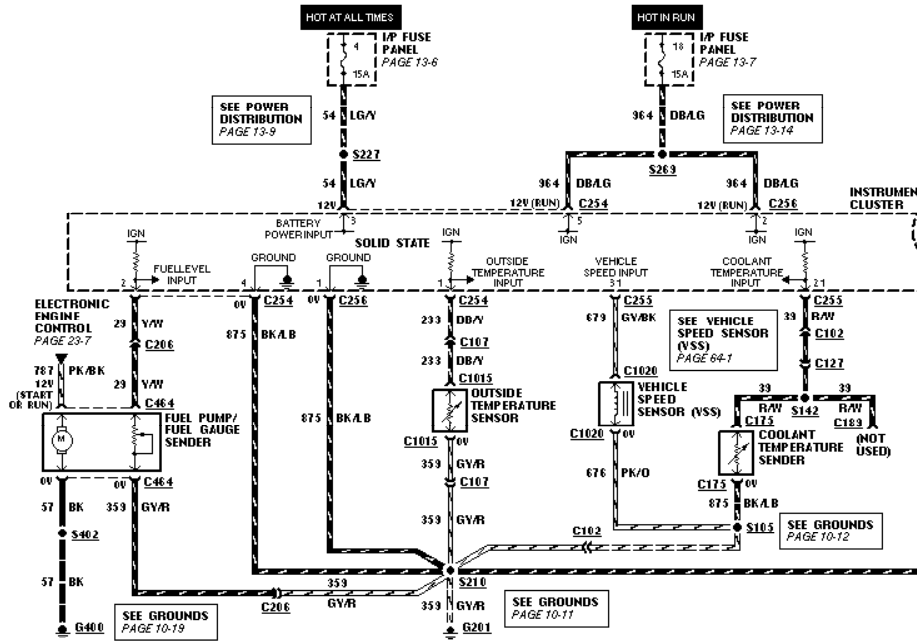 HOT AT ALL TIMES
HOT IN RUN
4
15A
I/P FUSE
PANEL
PAGE 13-6
18
15A
I/P FUSE
PANEL
PAGE 13-7
SEE POWER
DISTRIBUTION
PAGE 13-9
54 LG/Y
964 DB/LG
SEE POWER
DISTRIBUTION
PAGE 13-14
S227
S269
54 LG/Y
964 DB/LG
964 DB/LG
12V
12V (RUN) C254
12V (RUN) C256
INSTRUMENT
CLUSTER
3
5
2
IGN
BATTERY
POWER INPUT
SOLID STATE
IGN
IGN
IGN
IGN
FUEL LEVEL
INPUT
GROUND
GROUND
OUTSIDE
TEMPERATURE
INPUT
VEHICLE
SPEED INPUT
COOLANT
TEMPERATURE
INPUT
2
4
1
1
31
21
0V C254
0V C256
C254
C255
C255
ELECTRONIC
ENGINE
CONTROL
PAGE 23-7
29 Y/W
875 BK/LB
233 DB/Y
679 GY/BK
SEE VEHICLE
SPEED SENSOR
(VSS)
PAGE 64-1
39 R/W
C102
C206
C107
787 PK/BK
12V
(START
OR RUN)
29 Y/W
233 DB/Y
C127
C464
C1015
C1020
39
R/W
39
R/W
S142
FUEL PUMP/
FUEL GAUGE
SENDER
M
875 BK/LB
OUTSIDE
TEMPERATURE
SENSOR
VEHICLE
SPEED
SENSOR (VSS)
C175
C189
(NOT
USED)
C1015 0V
C1020 0V
COOLANT
TEMPERATURE
SENDER
0V
0V C464
359 GY/R
676 PK/O
C175 0V
C107
875 BK/LB
57 BK
359 GY/R
S402
359 GY/R
C102
S105
SEE GROUNDS
PAGE 10-12
57 BK
359
GY/R
C206
S210
SEE GROUNDS
PAGE 10-19
359 GY/R
SEE GROUNDS
PAGE 10-11
G400
G201